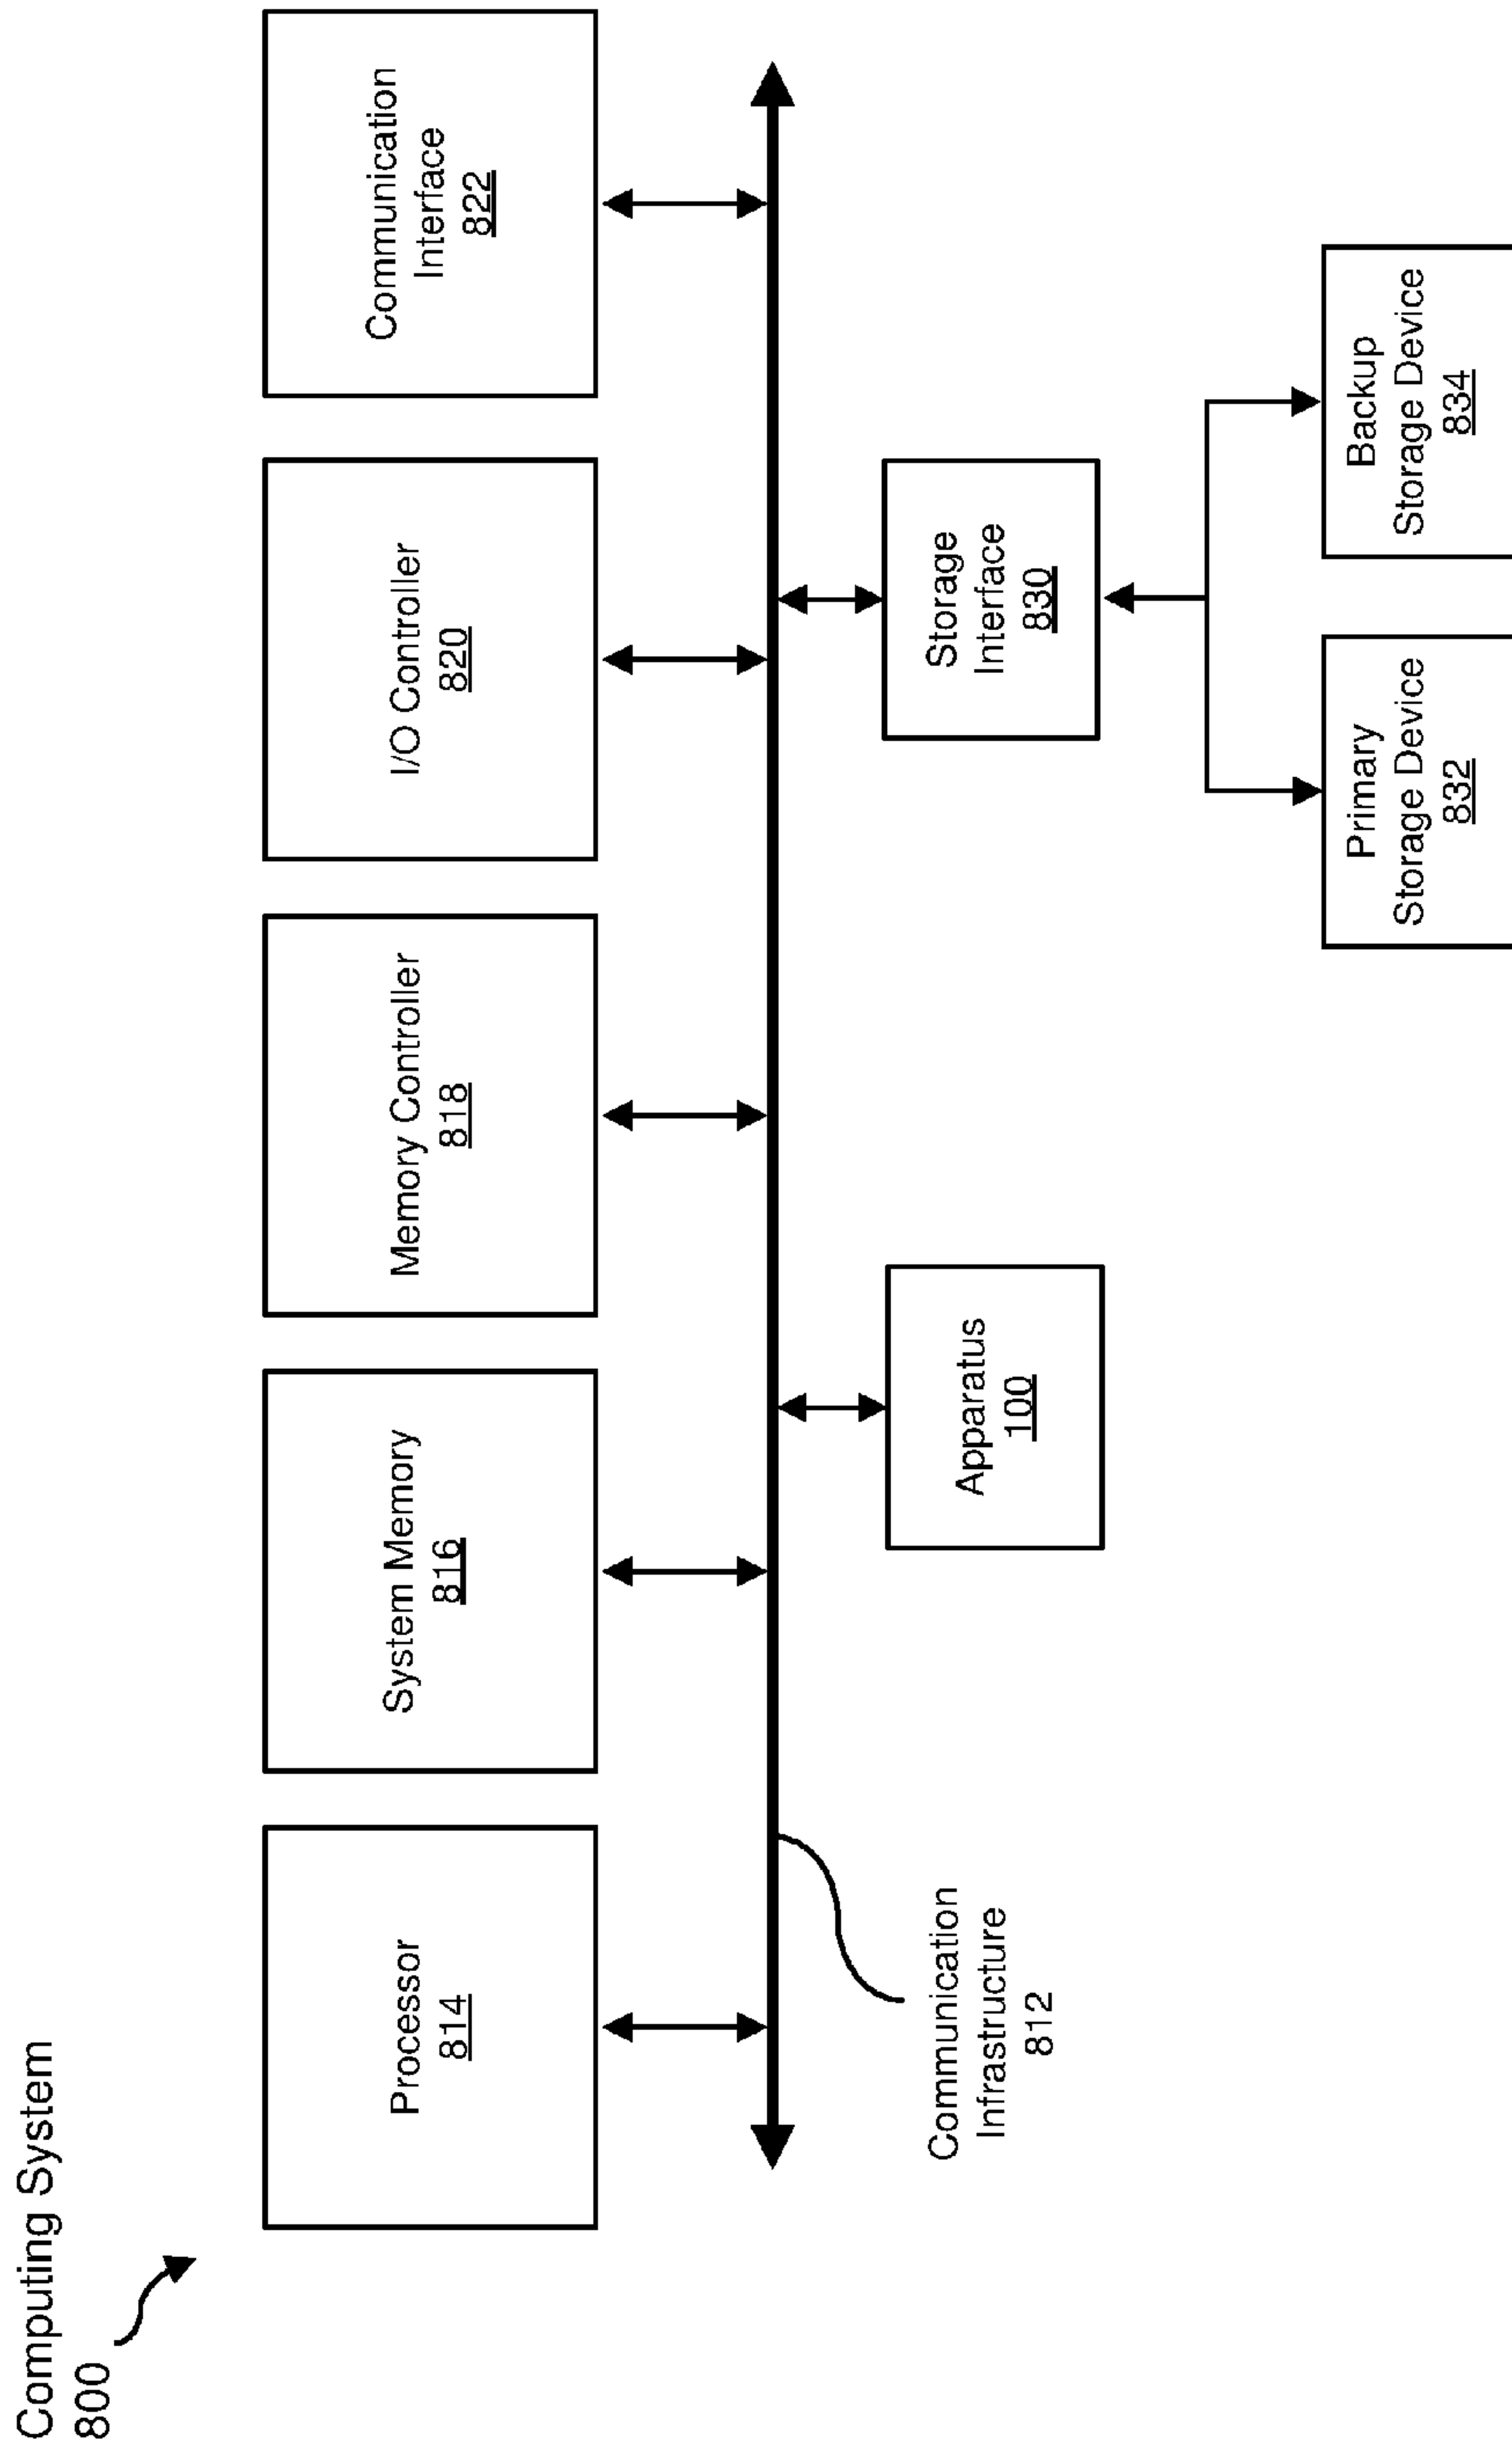 Computing System
800
Processor
814
System Memory
816
Memory Controller
818
I/O Controller
820
Communication
Interface
822
Communication
Infrastructure
812
Apparatus
100
Storage
Interface
830
Primary
Storage Device
832
Backup
Storage Device
834